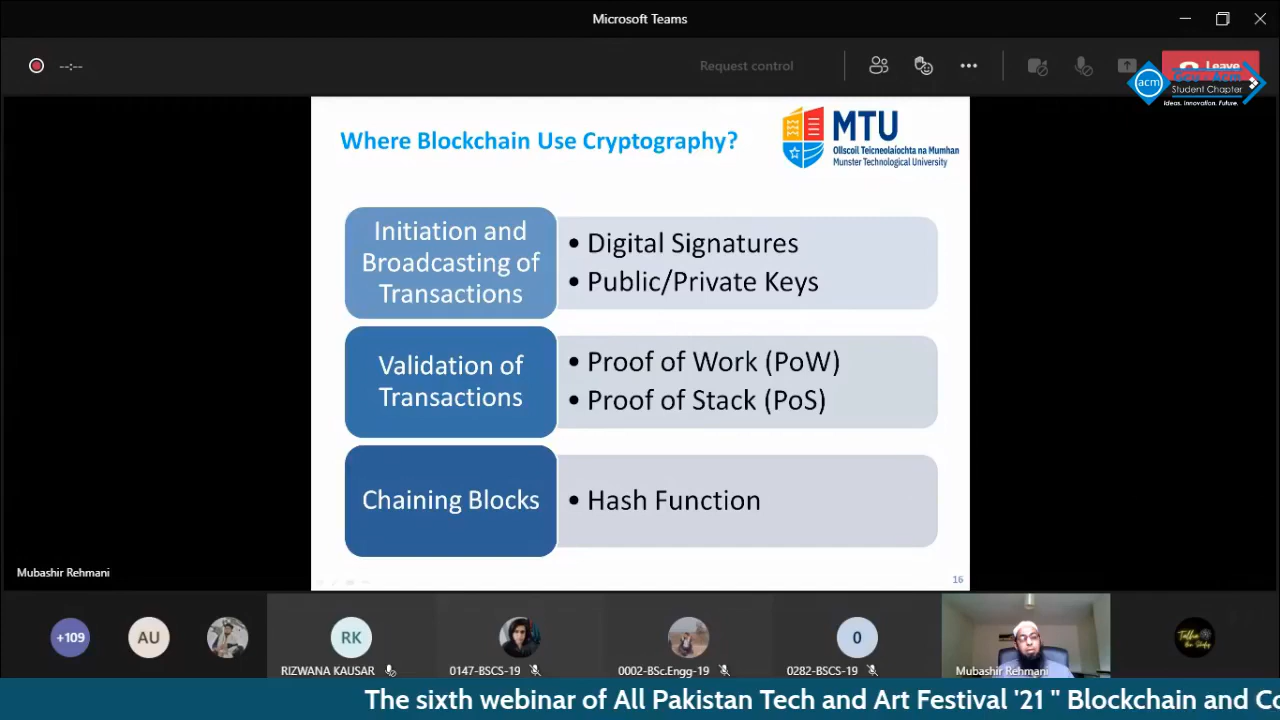 Microsoft Teams
--:--
Request control
Leave
acm
Student Chapter
Ideas. Innovation. Future.
Where Blockchain Use Cryptography?
MTU
Ollscoil Teicneolaíochta na Mumhan
Munster Technological University
Initiation and
Broadcasting of
Transactions
• Digital Signatures
• Public/Private Keys
Validation of
Transactions
• Proof of Work (PoW)
• Proof of Stack (PoS)
Chaining Blocks
• Hash Function
16
Mubashir Rehmani
+109
AU
RK
RIZWANA KAUSAR
0147-BSCS-19
0002-BSc.Engg-19
0
0282-BSCS-19
Mubashir Rehmani
The sixth webinar of All Pakistan Tech and Art Festival '21 " Blockchain and Co